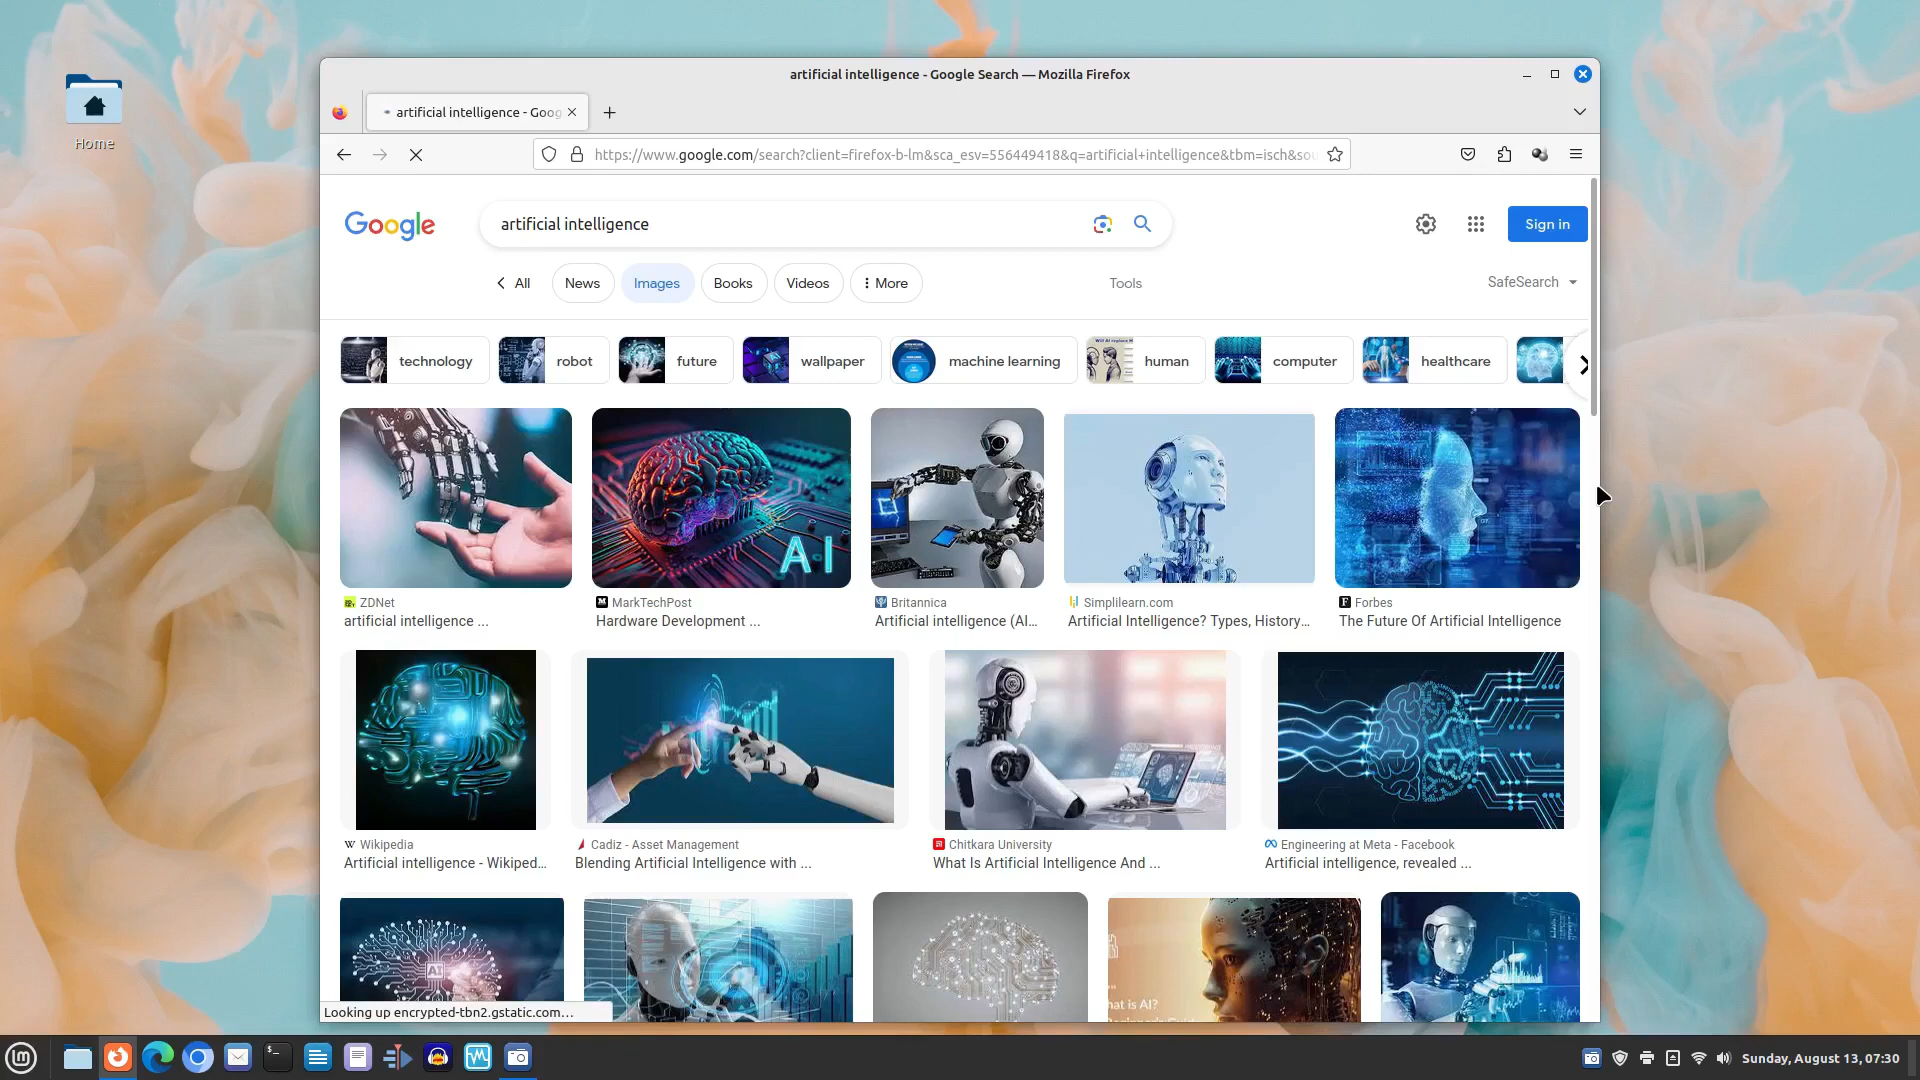 Home
artificial intelligence - Google Search — Mozilla Firefox
artificial intelligence - Goog
https://www.google.com/search?client=firefox-b-lm&sca_esv=556449418&q=artificial+intelligence&tbm=isch&sou
Google
artificial intelligence
Sign in
All
News
Images
Books
Videos
More
Tools
SafeSearch
technology
robot
future
wallpaper
machine learning
human
computer
healthcare
AI
ZDNet
artificial intelligence ...
MarkTechPost
Hardware Development ...
Britannica
Artificial intelligence (AI...
Simplilearn.com
Artificial Intelligence? Types, History...
Forbes
The Future Of Artificial Intelligence
Wikipedia
Artificial intelligence - Wikiped...
Cadiz - Asset Management
Blending Artificial Intelligence with ...
Chitkara University
What Is Artificial Intelligence And ...
Engineering at Meta - Facebook
Artificial intelligence, revealed ...
AI
hat is AI?
Looking up encrypted-tbn2.gstatic.com…
Sunday, August 13, 07:30